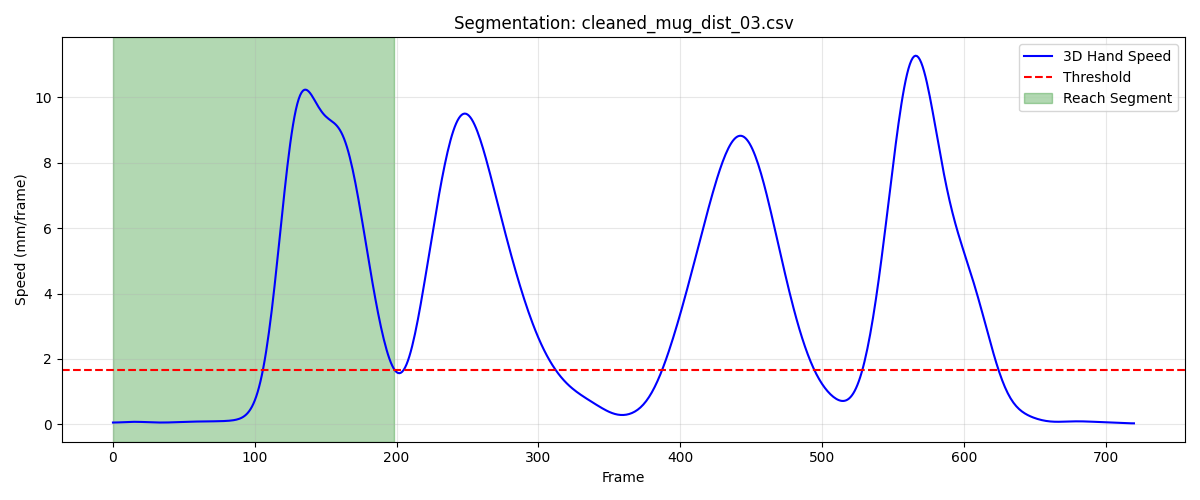 Segmentation: cleaned_mug_dist_03.csv
3D Hand Speed
Threshold
Reach Segment
Speed (mm/frame)
10
8
6
4
2
0
0 100 200 300 400 500 600 700
Frame